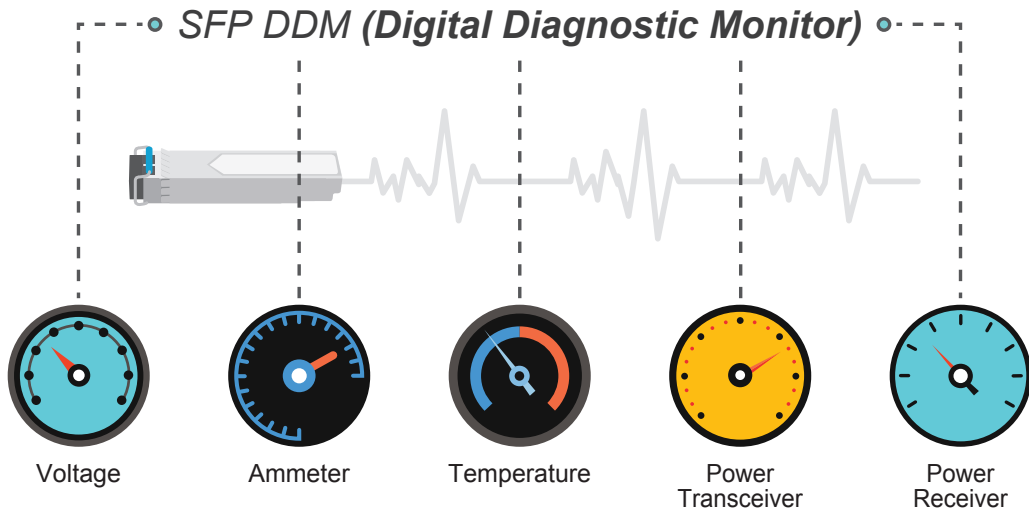 SFP DDM (Digital Diagnostic Monitor)
Voltage
Ammeter
Temperature
Power
Transceiver
Power
Receiver